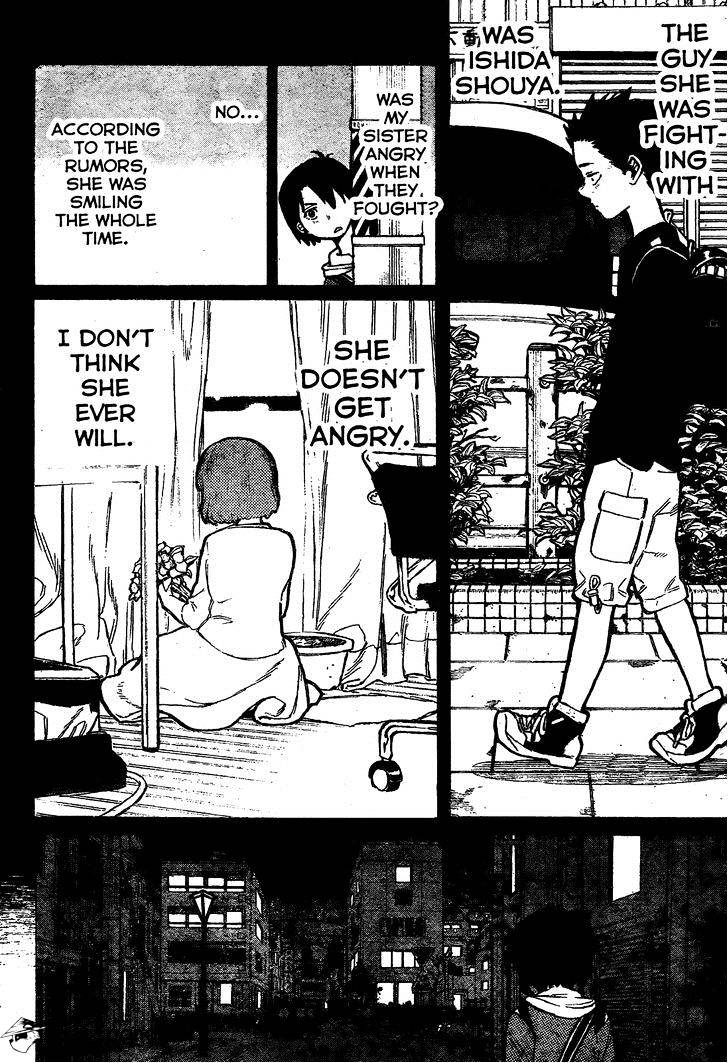 THE
GUY
SHE
WAS
FIGHT-
ING
WITH
WAS
ISHIDA
SHOUYA.
WAS
MY
SISTER
ANGRY
WHEN
THEY
FOUGHT?
NO...
ACCORDING
TO THE
RUMORS,
SHE WAS
SMILING
THE WHOLE
TIME.
SHE
DOESN'T
GET
ANGRY.
I DON'T
THINK
SHE
EVER
WILL.